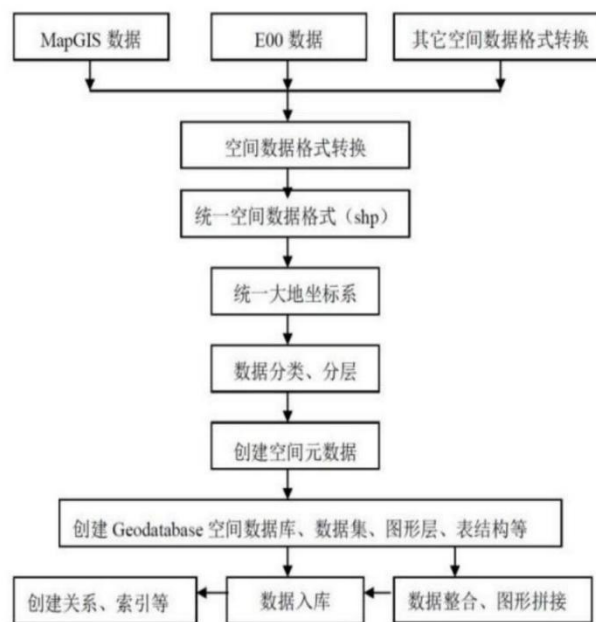 MapGIS 数据
E00 数据
其它空间数据格式转换
空间数据格式转换
统一空间数据格式（shp）
统一大地坐标系
数据分类、分层
创建空间元数据
创建 Geodatabase 空间数据库、数据集、图形层、表结构等
创建关系、索引等
数据入库
数据整合、图形拼接